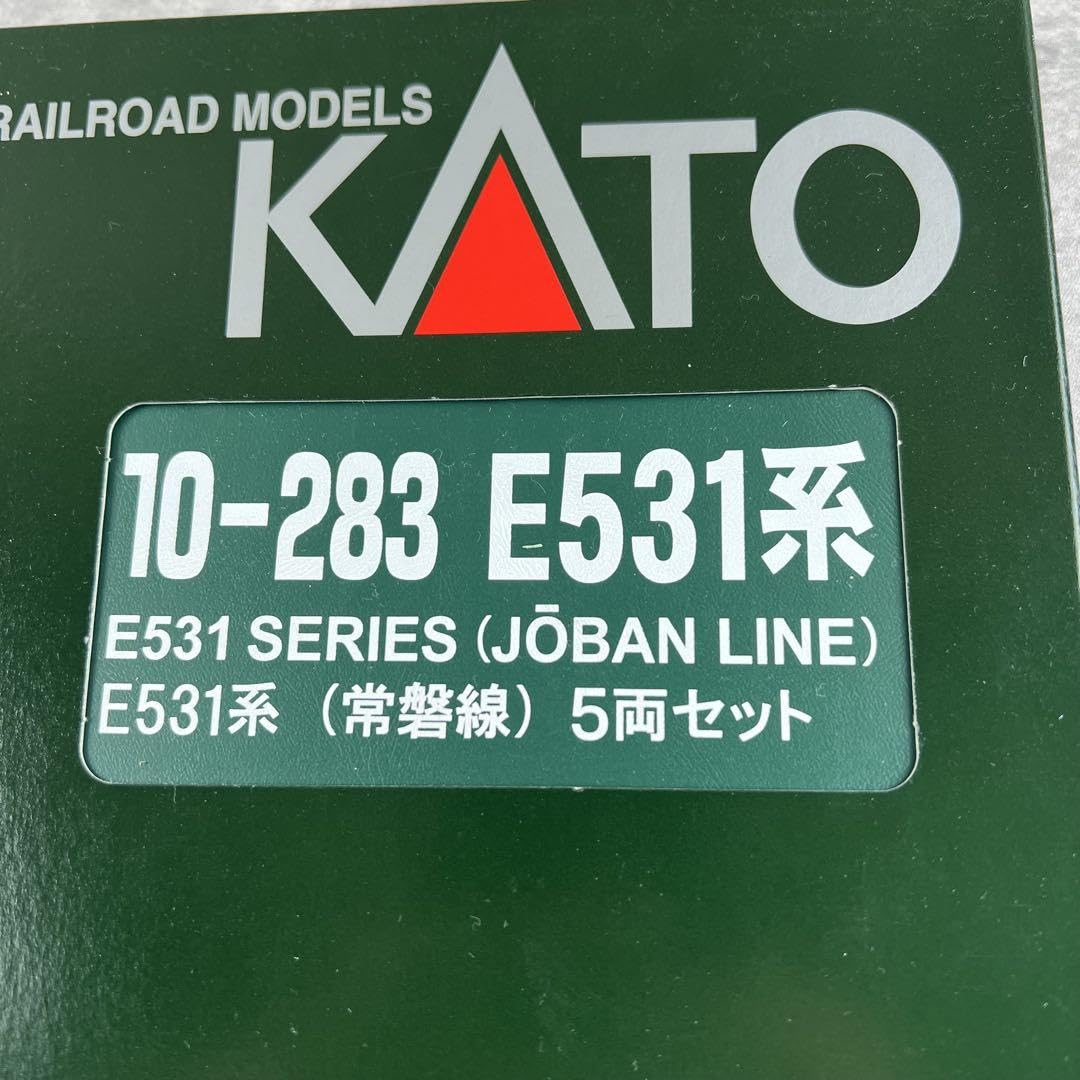 RAILROAD MODELS
KATO
10-283 E531系
E531 SERIES (JŌBAN LINE)
E531系 (常磐線) 5両セット